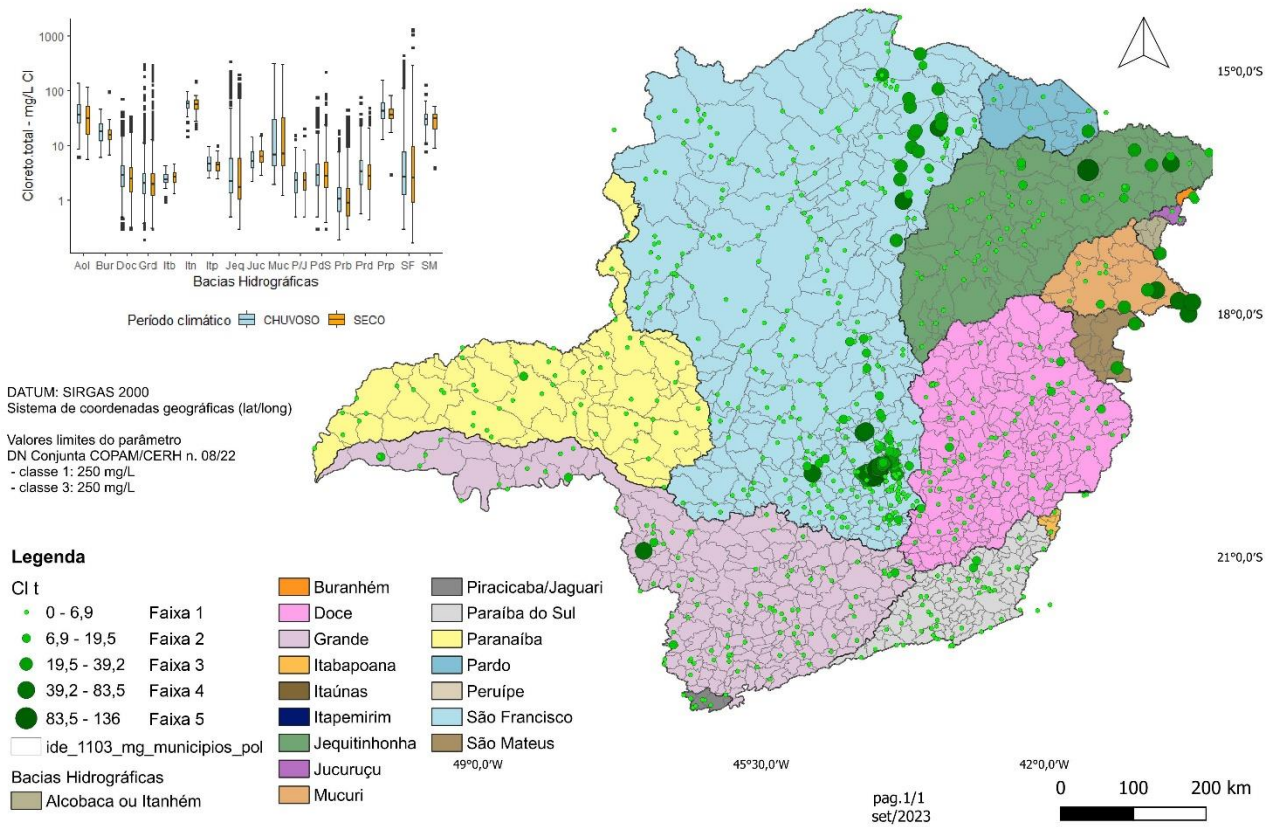 1000
100
10
1
Cloreto total - mg/L Cl
AoI Bur Doc Grd Itb Itn Itp Jeq Juc Muc P/J PdS Prb Prd Prp SF SM
Bacias Hidrográficas
Período climático CHUVOSO SECO
15°0,0'S
18°0,0'S
21°0,0'S
DATUM: SIRGAS 2000
Sistema de coordenadas geográficas (lat/long)
Valores limites do parâmetro
DN Conjunta COPAM/CERH n. 08/22
- classe 1: 250 mg/L
- classe 3: 250 mg/L
Legenda
Cl t
0 - 6,9 Faixa 1
6,9 - 19,5 Faixa 2
19,5 - 39,2 Faixa 3
39,2 - 83,5 Faixa 4
83,5 - 136 Faixa 5
ide_1103_mg_municipios_pol
Bacias Hidrográficas
Alcobaca ou Itanhém
Buranhém
Doce
Grande
Itabapoana
Itaúnas
Itapemirim
Jequitinhonha
Jucuruçu
Mucuri
Piracicaba/Jaguari
Paraíba do Sul
Paranaíba
Pardo
Peruípe
São Francisco
São Mateus
49°0,0'W
45°30,0'W
42°0,0'W
pag.1/1
set/2023
0 100 200 km